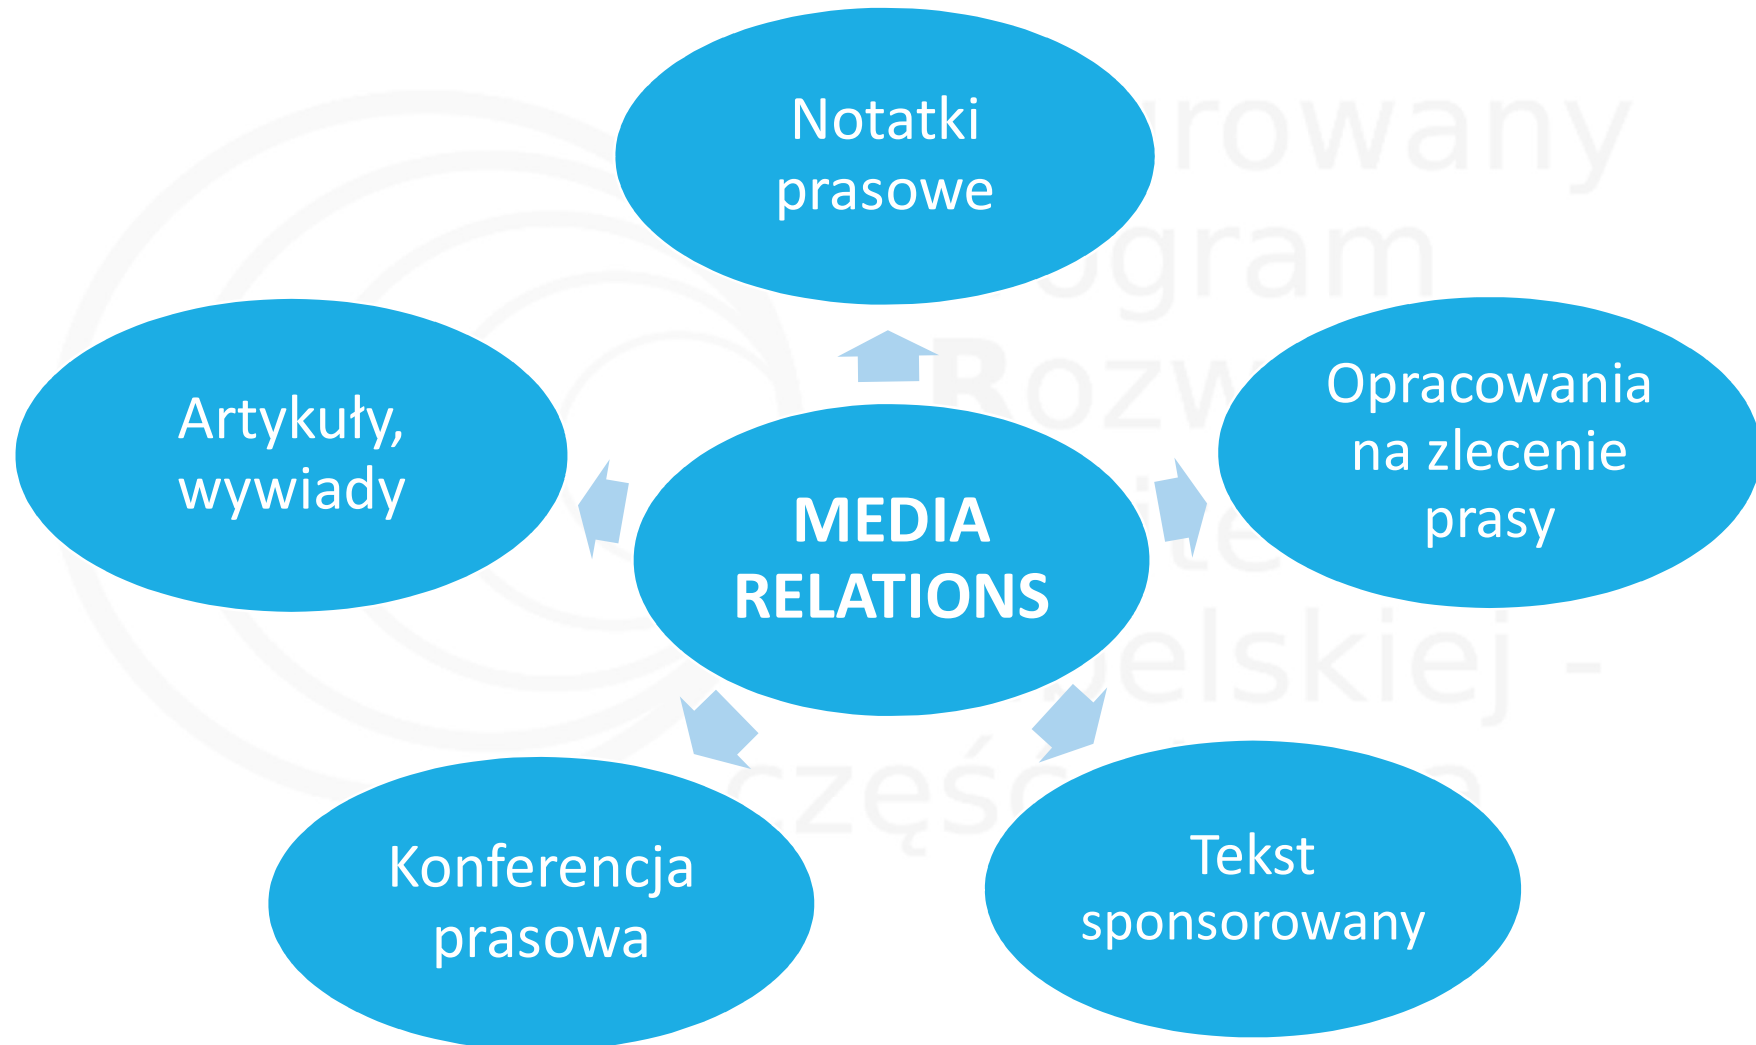 Notatki
prasowe
Opracowania
na zlecenie
prasy
Tekst
sponsorowany
Konferencja
prasowa
Artykuły,
wywiady
MEDIA
RELATIONS